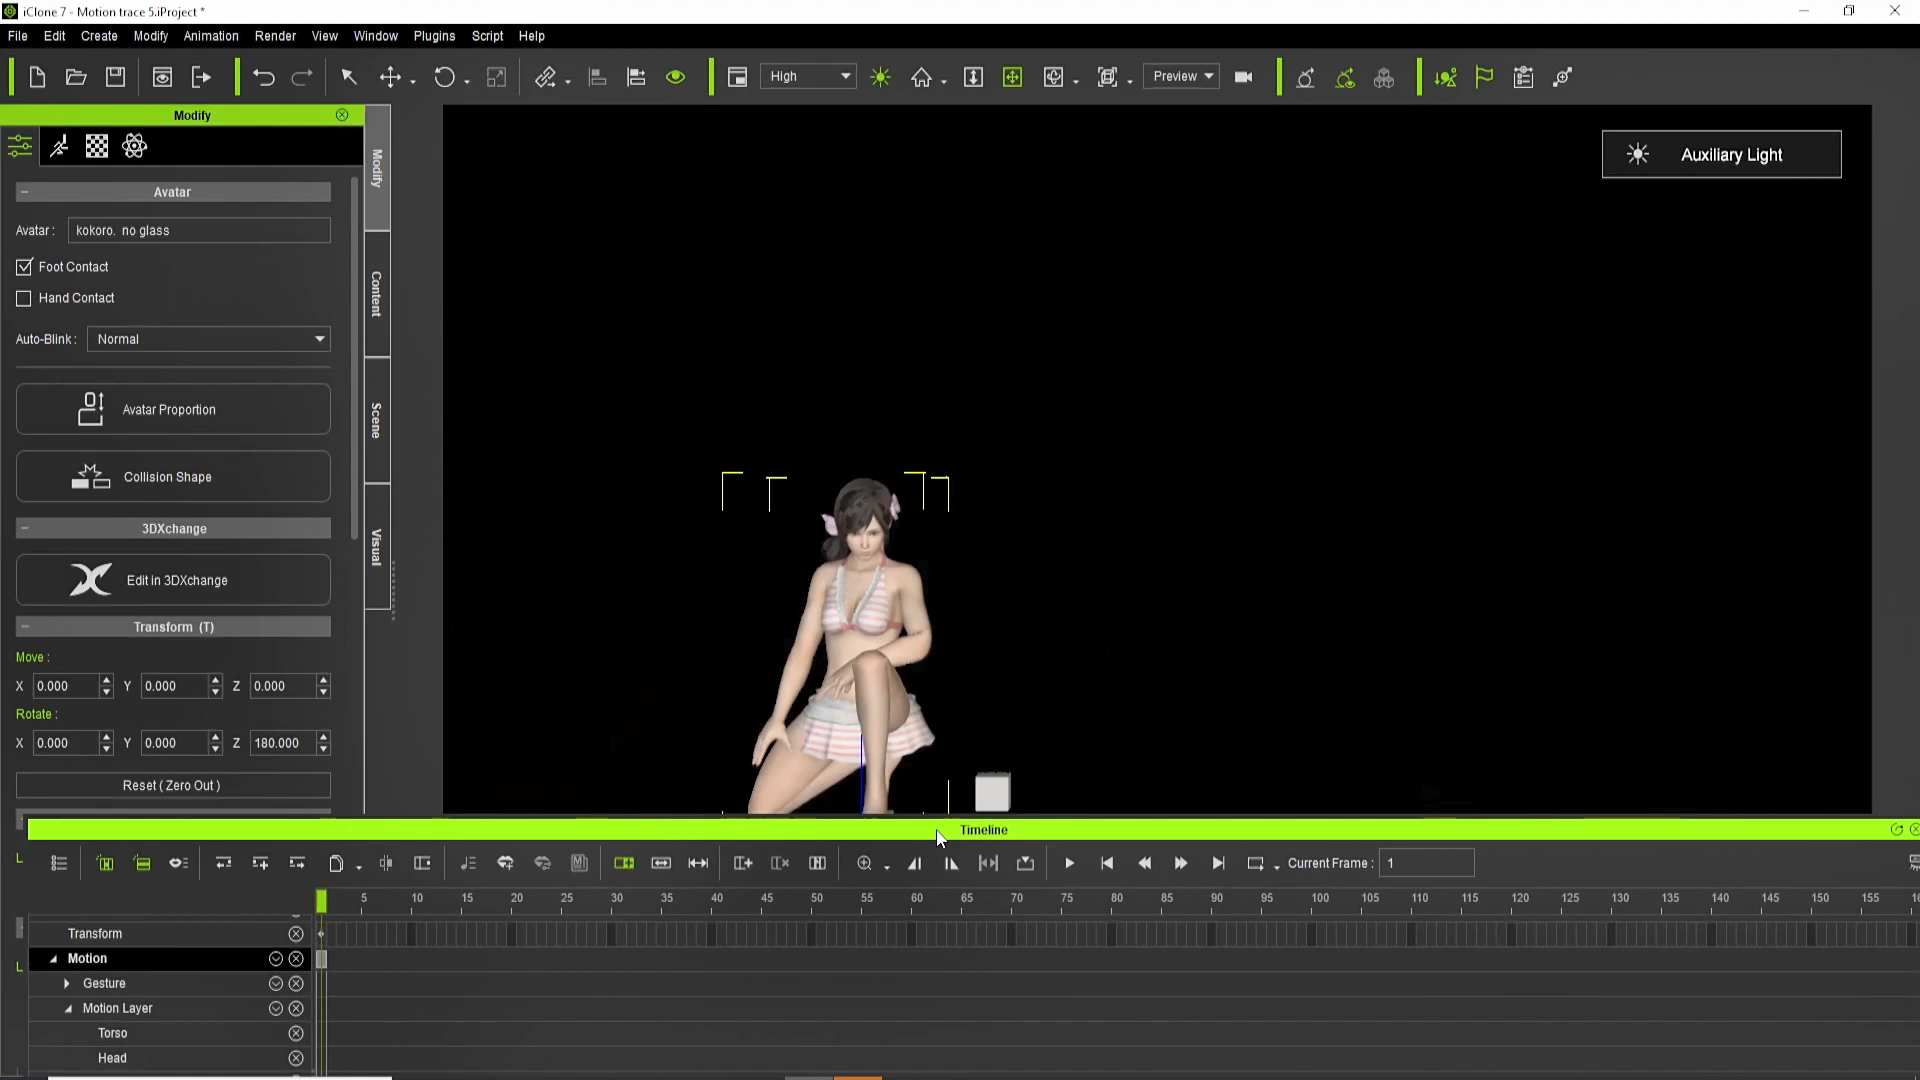 iClone 7 - Motion trace 5.iProject *
File Edit Create Modify Animation Render View Window Plugins Script Help
High
Preview
Modify
Auxiliary Light
Modify
Content
Scene
Visual
Avatar
Avatar : kokoro. no glass
Foot Contact
Hand Contact
Auto-Blink : Normal
Avatar Proportion
Collision Shape
3DXchange
Edit in 3DXchange
Transform (T)
Move :
X 0.000 Y 0.000 Z 0.000
Rotate :
X 0.000 Y 0.000 Z 180.000
Reset ( Zero Out )
Timeline
Current Frame : 1
5 10 15 20 25 30 35 40 45 50 55 60 65 70 75 80 85 90 95 100 105 110 115 120 125 130 135 140 145 150 155
Transform
Motion
Gesture
Motion Layer
Torso
Head